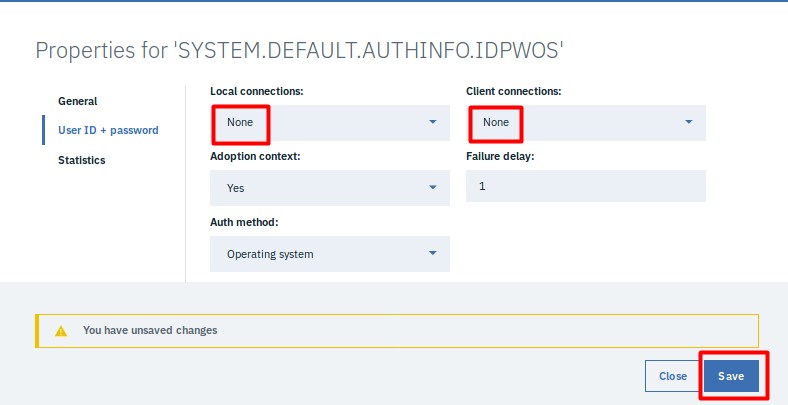 Properties for 'SYSTEM.DEFAULT.AUTHINFO.IDPWOS'
General
User ID + password
Statistics
Local connections:
None
Client connections:
None
Adoption context:
Yes
Failure delay:
1
Auth method:
Operating system
You have unsaved changes
Close
Save